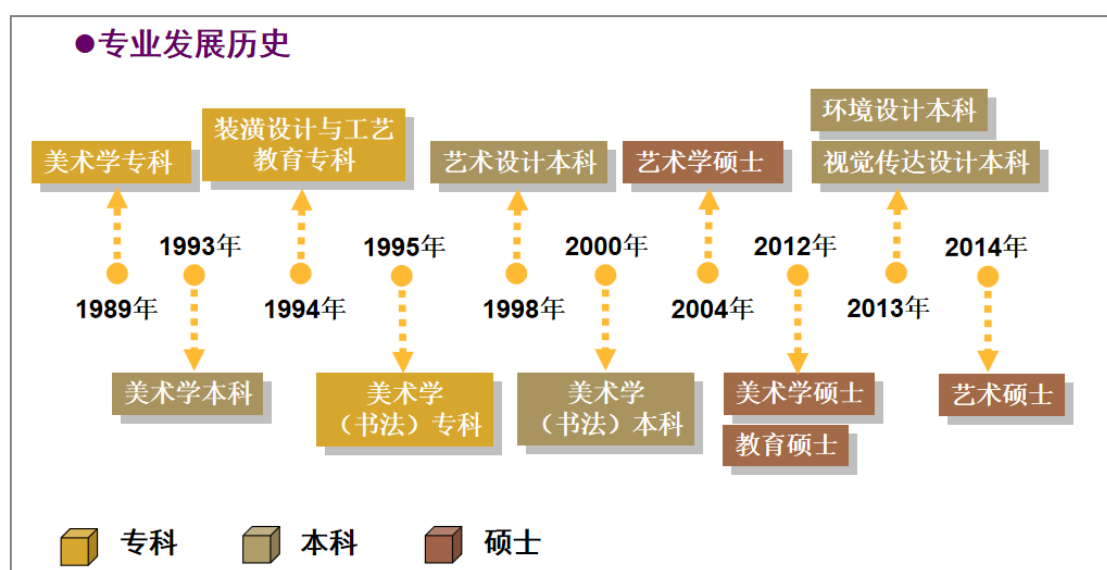 ●专业发展历史
环境设计本科
装潢设计与工艺
教育专科
美术学专科
艺术设计本科
艺术学硕士
视觉传达设计本科
1993年
1995年
2000年
2012年
2014年
1989年
1994年
1998年
2004年
2013年
美术学本科
美术学
（书法）专科
美术学
（书法）本科
美术学硕士
教育硕士
艺术硕士
专科
本科
硕士